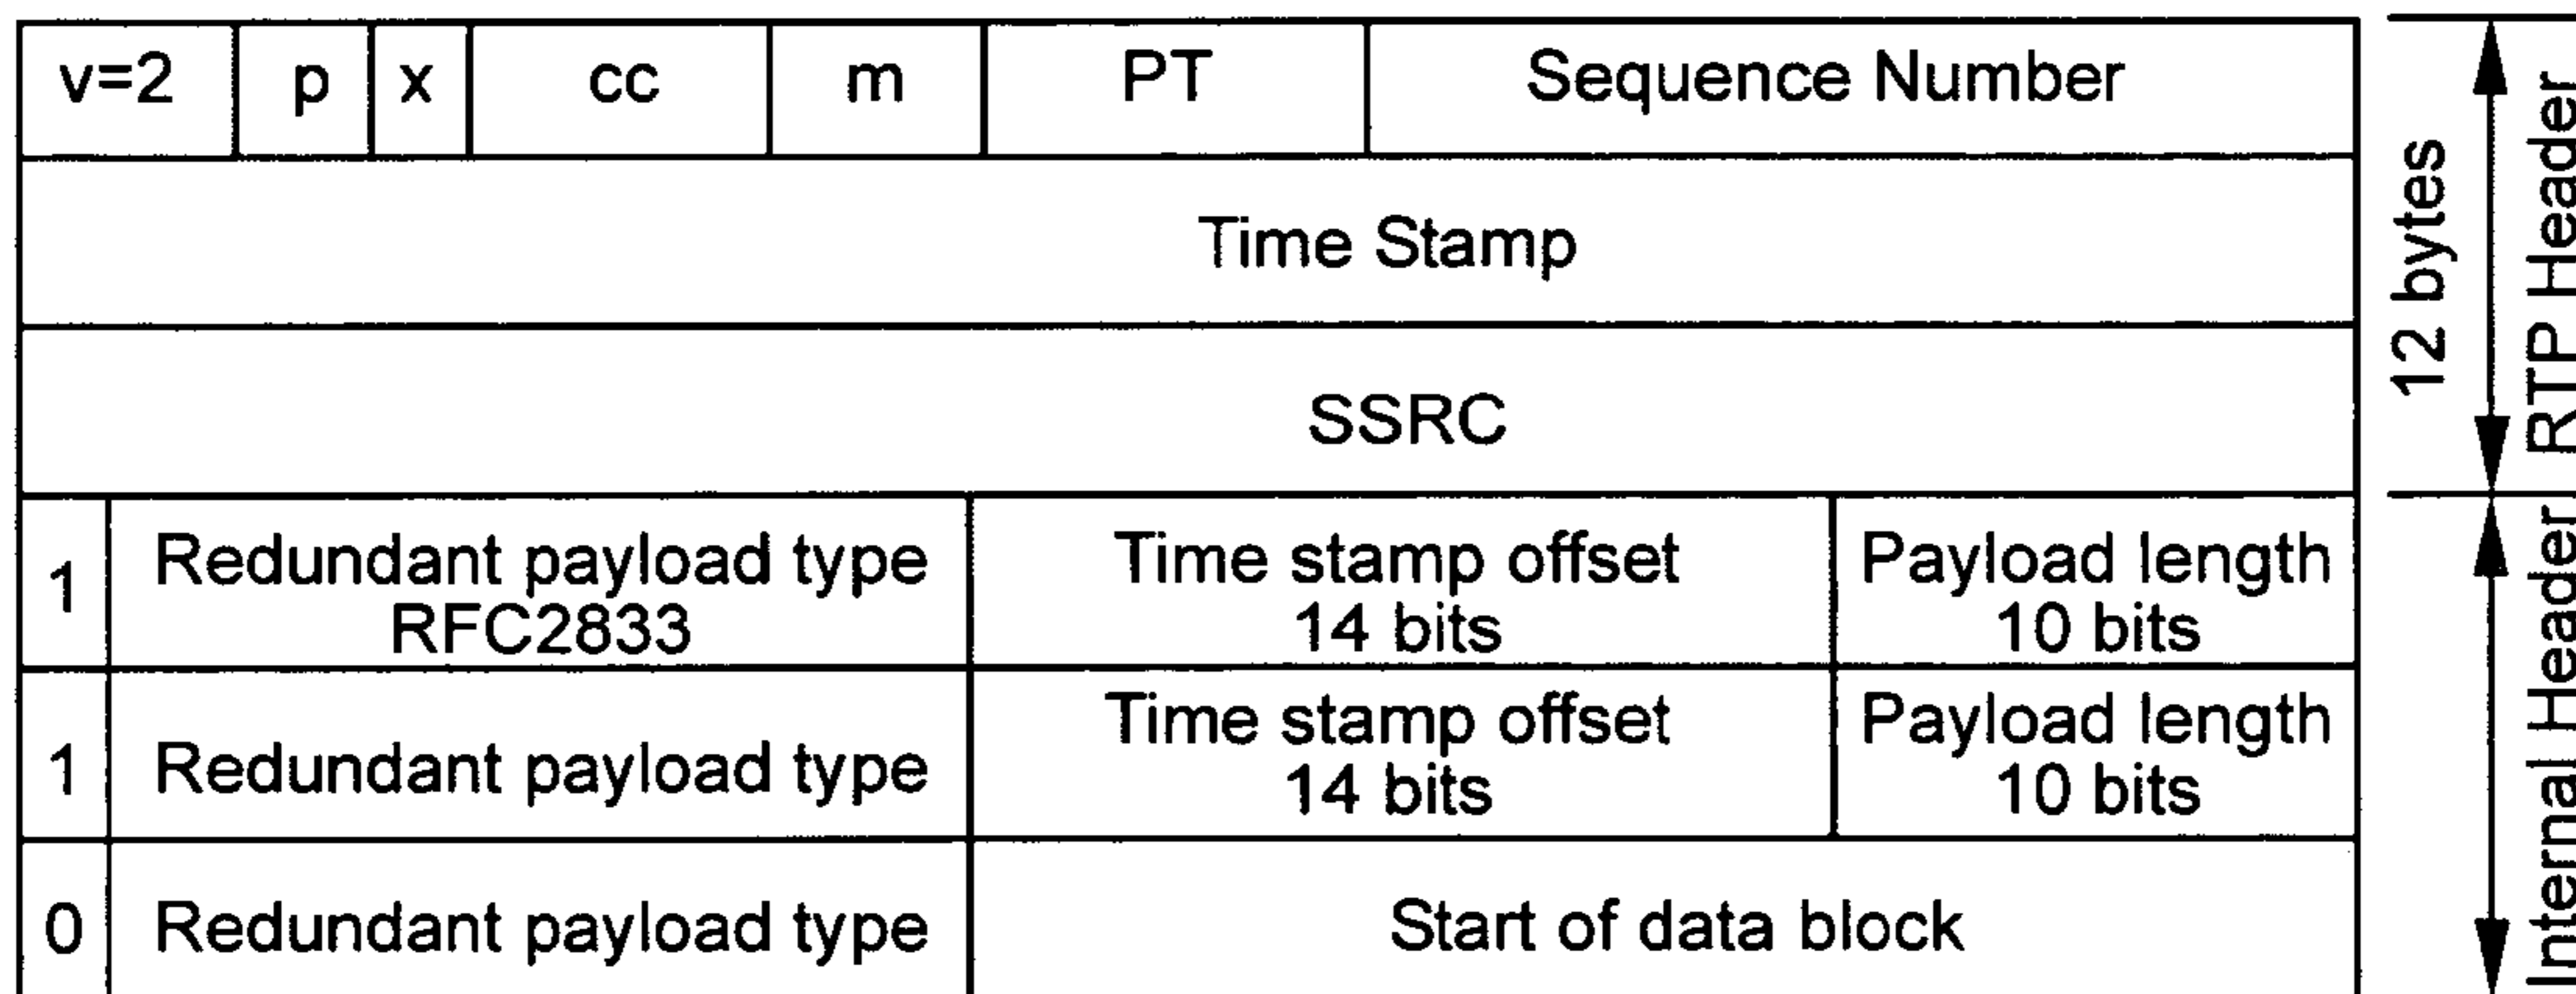 v=2 p x cc m PT Sequence Number
Time Stamp
SSRC
12 bytes
RTP Header
1 Redundant payload type RFC2833 Time stamp offset 14 bits Payload length 10 bits
1 Redundant payload type Time stamp offset 14 bits Payload length 10 bits
0 Redundant payload type Start of data block
Internal Header